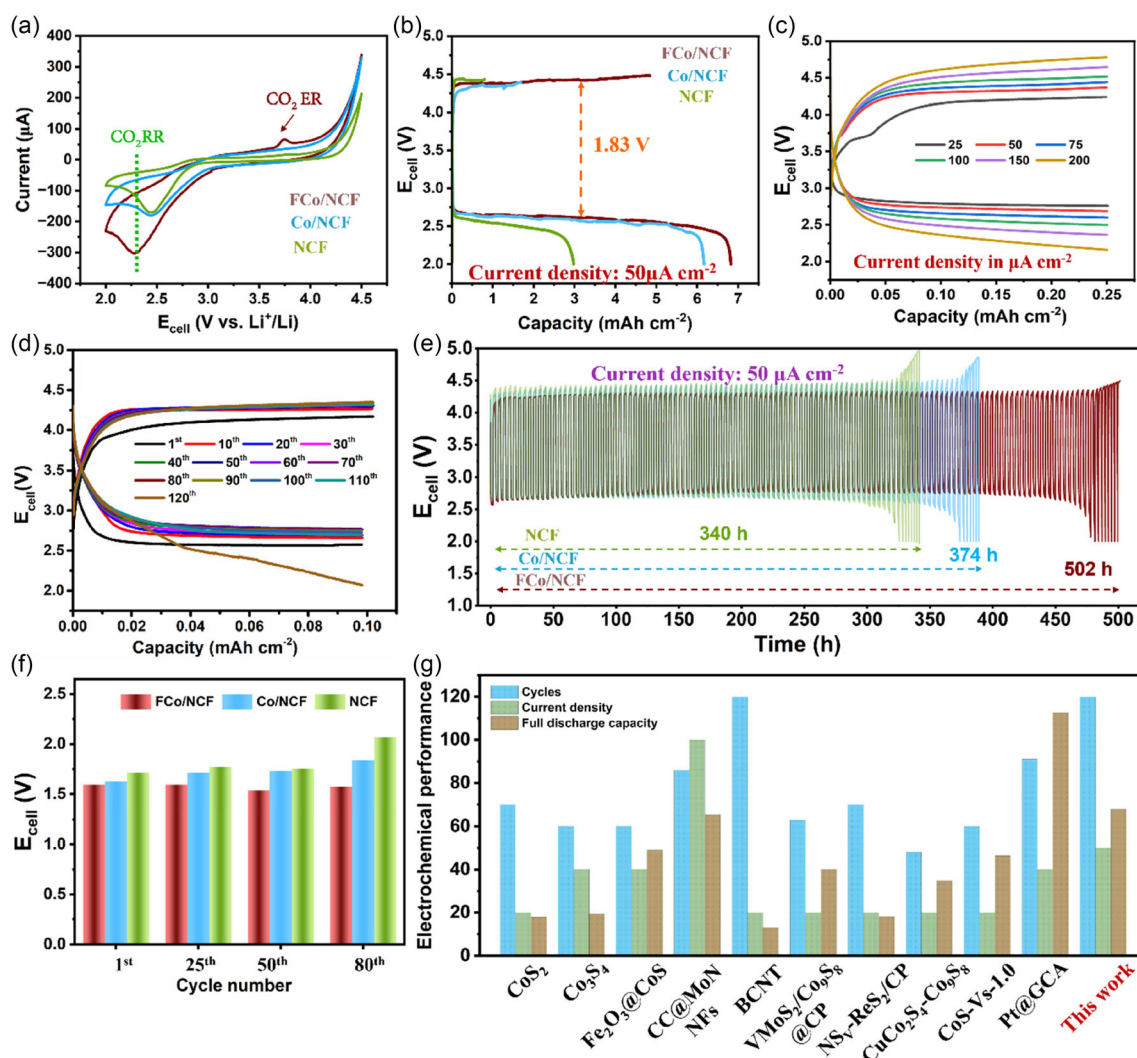 (a)
400
300
200
100
0
−100
−200
−300
−400
Current (µA)
CO₂ ER
CO₂RR
FCo/NCF
Co/NCF
NCF
2.0 2.5 3.0 3.5 4.0 4.5
E_cell (V vs. Li⁺/Li)
(b)
5.0
4.5
4.0
3.5
3.0
2.5
2.0
E_cell (V)
FCo/NCF
Co/NCF
NCF
1.83 V
Current density: 50µA cm⁻²
0 1 2 3 4 5 6 7
Capacity (mAh cm⁻²)
(c)
5.0
4.5
4.0
3.5
3.0
2.5
2.0
E_cell (V)
25 50 75
100 150 200
Current density in µA cm⁻²
0.00 0.05 0.10 0.15 0.20 0.25
Capacity (mAh cm⁻²)
(d)
5.0
4.5
4.0
3.5
3.0
2.5
2.0
E_cell(V)
1st 10th 20th 30th
40th 50th 60th 70th
80th 90th 100th 110th
120th
0.00 0.02 0.04 0.06 0.08 0.10
Capacity (mAh cm⁻²)
(e)
5.0
4.5
4.0
3.5
3.0
2.5
2.0
1.5
1.0
E_cell (V)
Current density: 50 µA cm⁻²
NCF
340 h
Co/NCF
374 h
FCo/NCF
502 h
0 50 100 150 200 250 300 350 400 450 500
Time (h)
(f)
2.5
2.0
1.5
1.0
0.5
0.0
E_cell (V)
FCo/NCF Co/NCF NCF
1st 25th 50th 80th
Cycle number
(g)
120
100
80
60
40
20
0
Electrochemical performance
Cycles
Current density
Full discharge capacity
CoS₂
Co₃S₄
Fe₂O₃@CoS
CC@MoN
NFs
BCNT
VMoS₂/Co₉S₈
@CP
NSᵥ-ReS₂/CP
CuCo₂S₄-Co₉S₈
CoS-Vs-1.0
Pt@GCA
This work